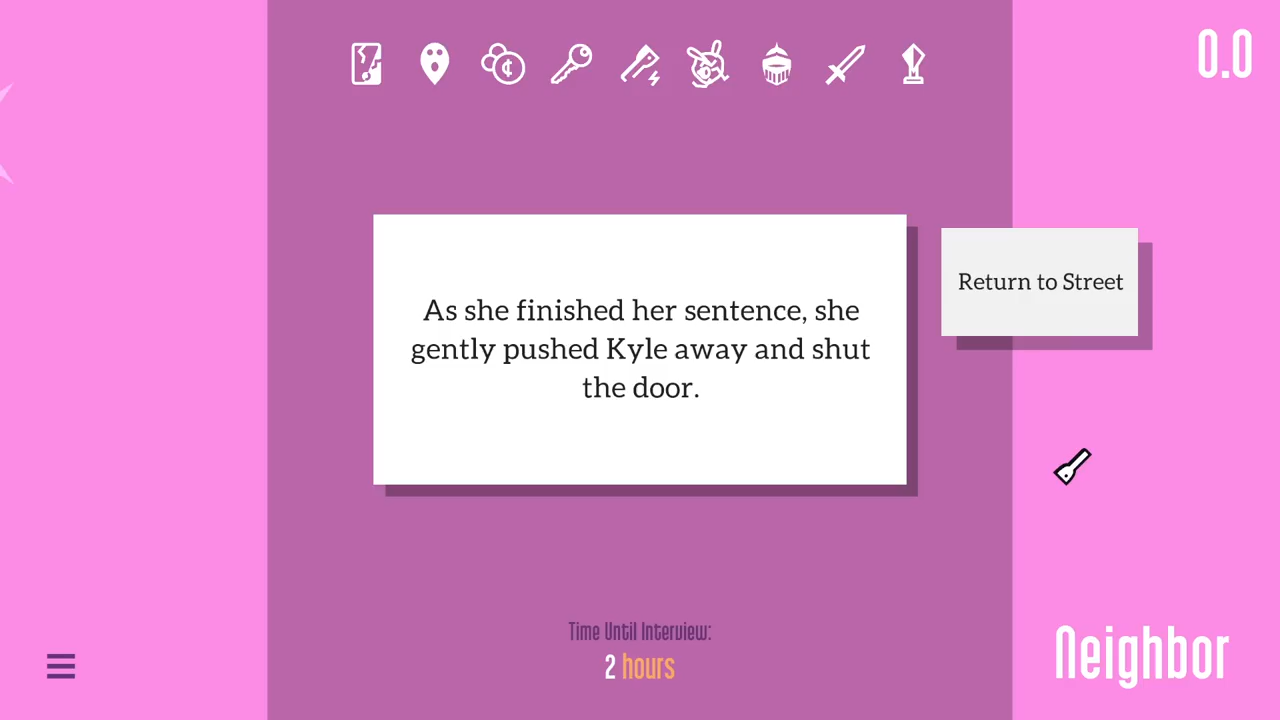 0.0
As she finished her sentence, she
gently pushed Kyle away and shut
the door.
Return to Street
Time Until Interview:
2 hours
Neighbor